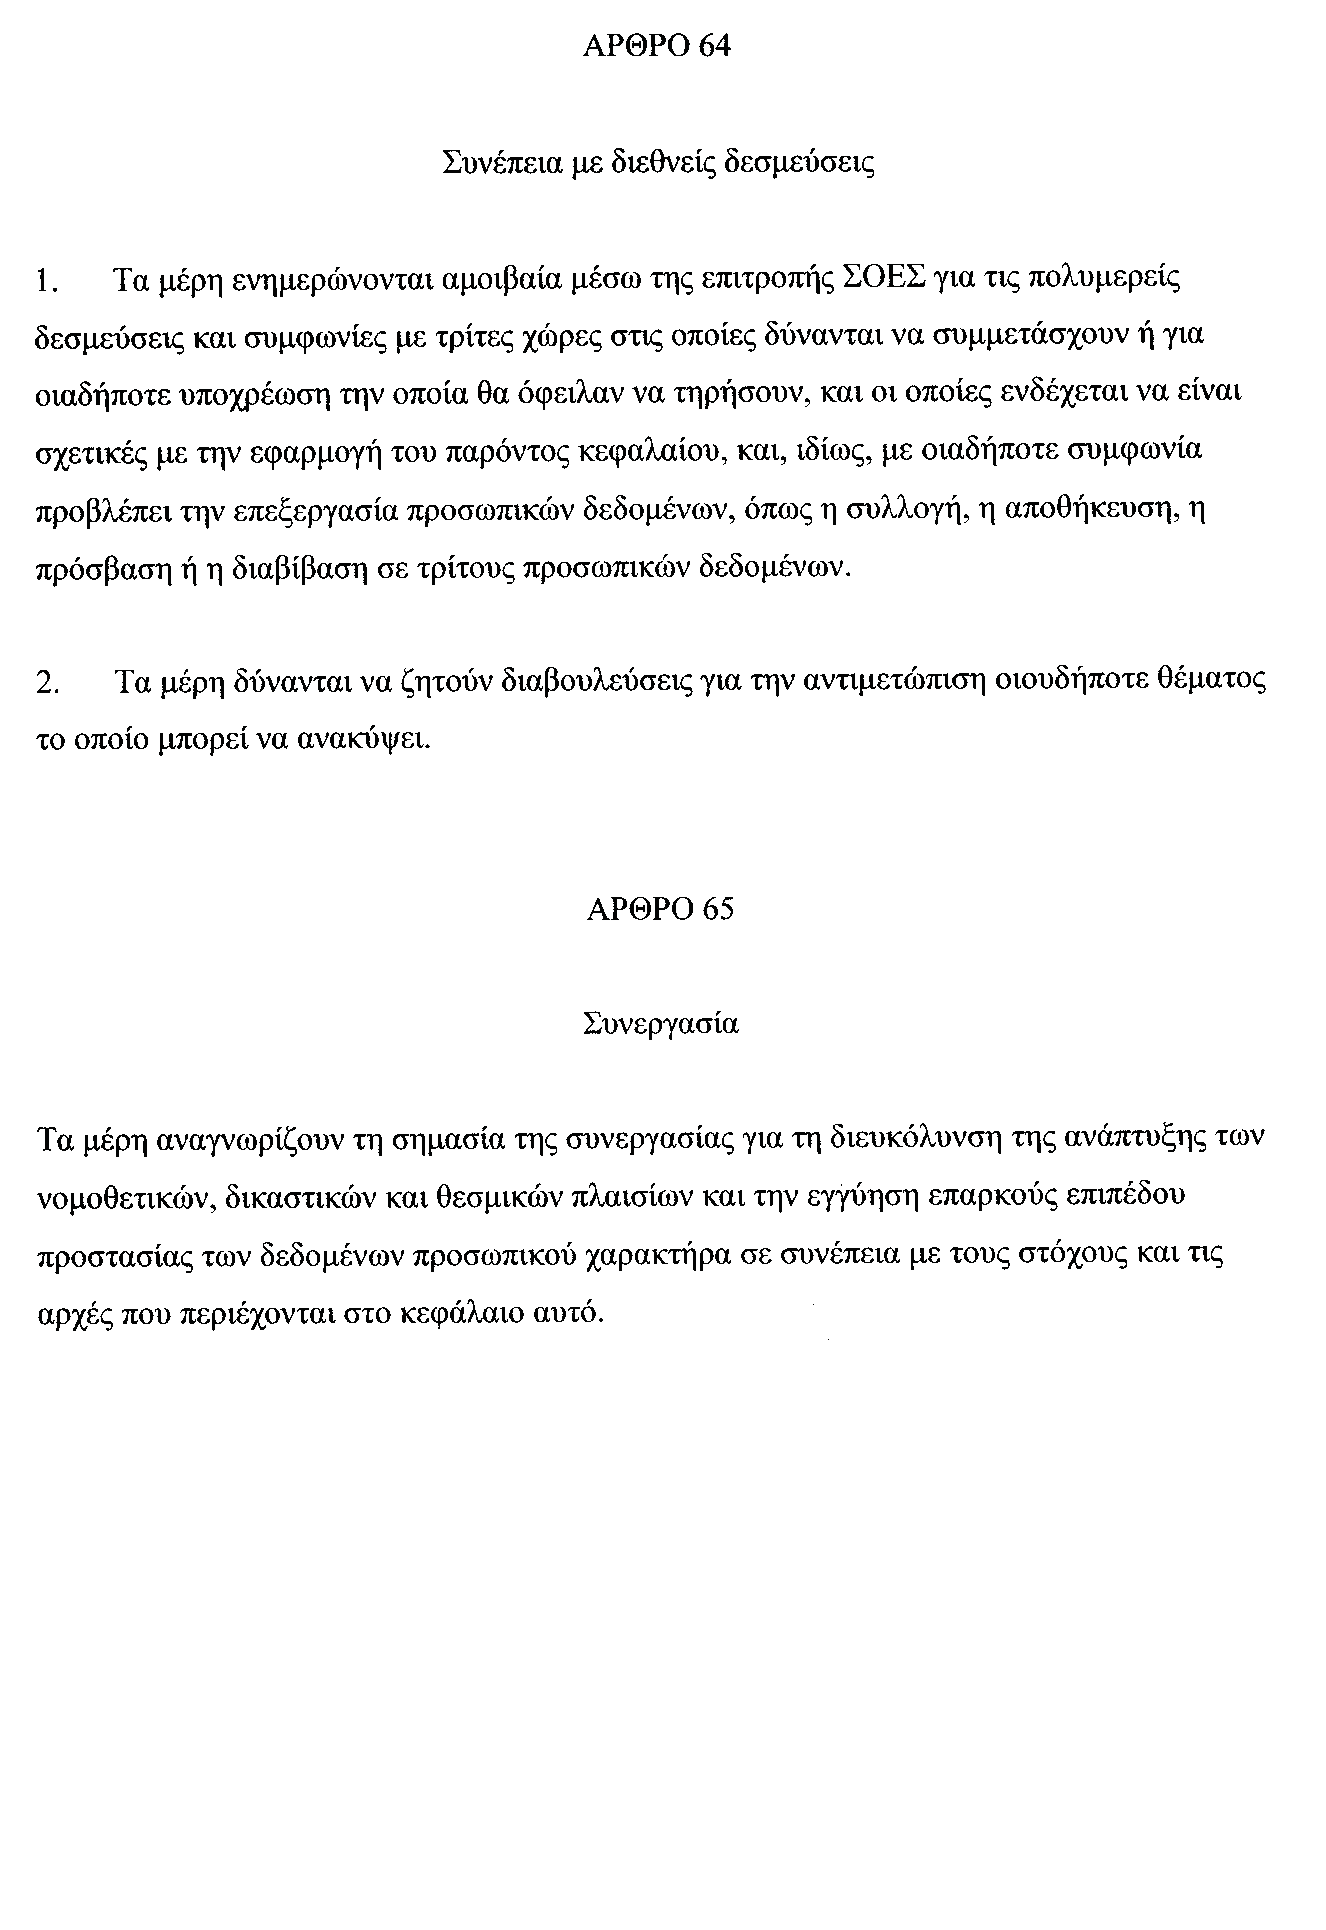 ΑΡΘΡΟ 64
Συνέπεια με διεθνείς δεσμεύσεις
1. Τα μέρη ενημερώνονται αμοιβαία μέσω της επιτροπής ΣΟΕΣ για τις πολυμερείς
δεσμεύσεις και συμφωνίες με τρίτες χώρες στις οποίες δύνανται να συμμετάσχουν ή για
οιαδήποτε υποχρέωση την οποία θα όφειλαν να τηρήσουν, και οι οποίες ενδέχεται να είναι
σχετικές με την εφαρμογή του παρόντος κεφαλαίου, και, ιδίως, με οιαδήποτε συμφωνία
προβλέπει την επεξεργασία προσωπικών δεδομένων, όπως η συλλογή, η αποθήκευση, η
πρόσβαση ή η διαβίβαση σε τρίτους προσωπικών δεδομένων.
2. Τα μέρη δύνανται να ζητούν διαβουλεύσεις για την αντιμετώπιση οιουδήποτε θέματος
το οποίο μπορεί να ανακύψει.
ΑΡΘΡΟ 65
Συνεργασία
Τα μέρη αναγνωρίζουν τη σημασία της συνεργασίας για τη διευκόλυνση της ανάπτυξης των
νομοθετικών, δικαστικών και θεσμικών πλαισίων και την εγγύηση επαρκούς επιπέδου
προστασίας των δεδομένων προσωπικού χαρακτήρα σε συνέπεια με τους στόχους και τις
αρχές που περιέχονται στο κεφάλαιο αυτό.